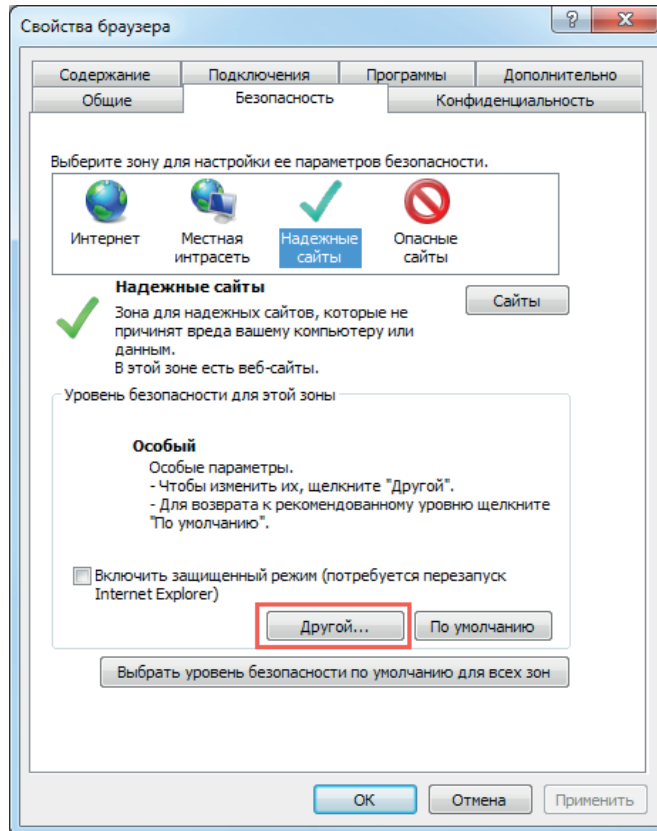 Свойства браузера
Содержание Подключения Программы Дополнительно
Общие Безопасность Конфиденциальность
Выберите зону для настройки ее параметров безопасности.
Интернет Местная интрасеть Надежные сайты Опасные сайты
Надежные сайты
Сайты
Зона для надежных сайтов, которые не
причинят вреда вашему компьютеру или
данным.
В этой зоне есть веб-сайты.
Уровень безопасности для этой зоны
Особый
Особые параметры.
- Чтобы изменить их, щелкните "Другой".
- Для возврата к рекомендованному уровню щелкните
"По умолчанию".
Включить защищенный режим (потребуется перезапуск
Internet Explorer)
Другой... По умолчанию
Выбрать уровень безопасности по умолчанию для всех зон
ОК Отмена Применить